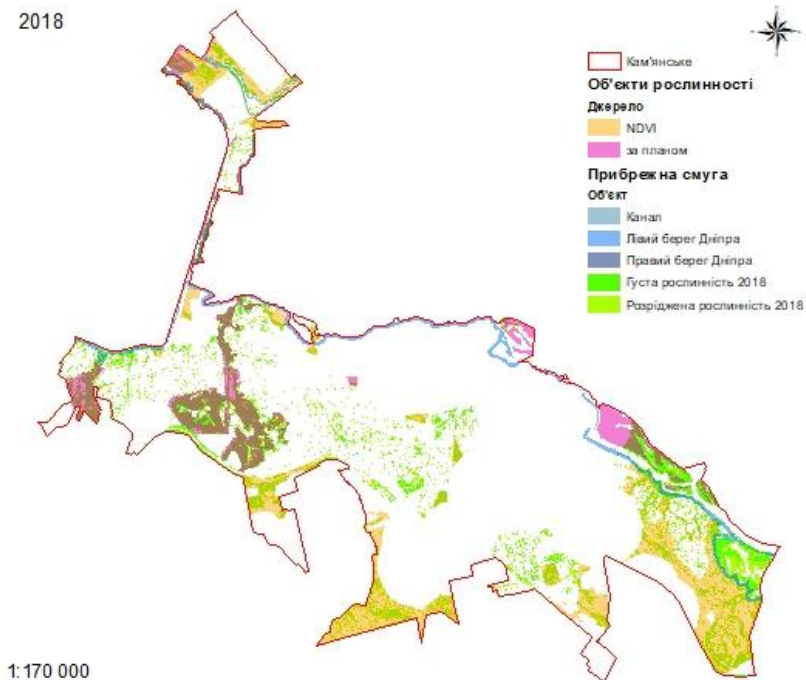 2018
Кам'янське
Об'єкти рослинності
Джерело
NDVI
за планом
Прибрежна смуга
Об'єкт
Канал
Лівий берег Дніпра
Правий берег Дніпра
Густа рослинність 2018
Розріджена рослинність 2018
1:170 000